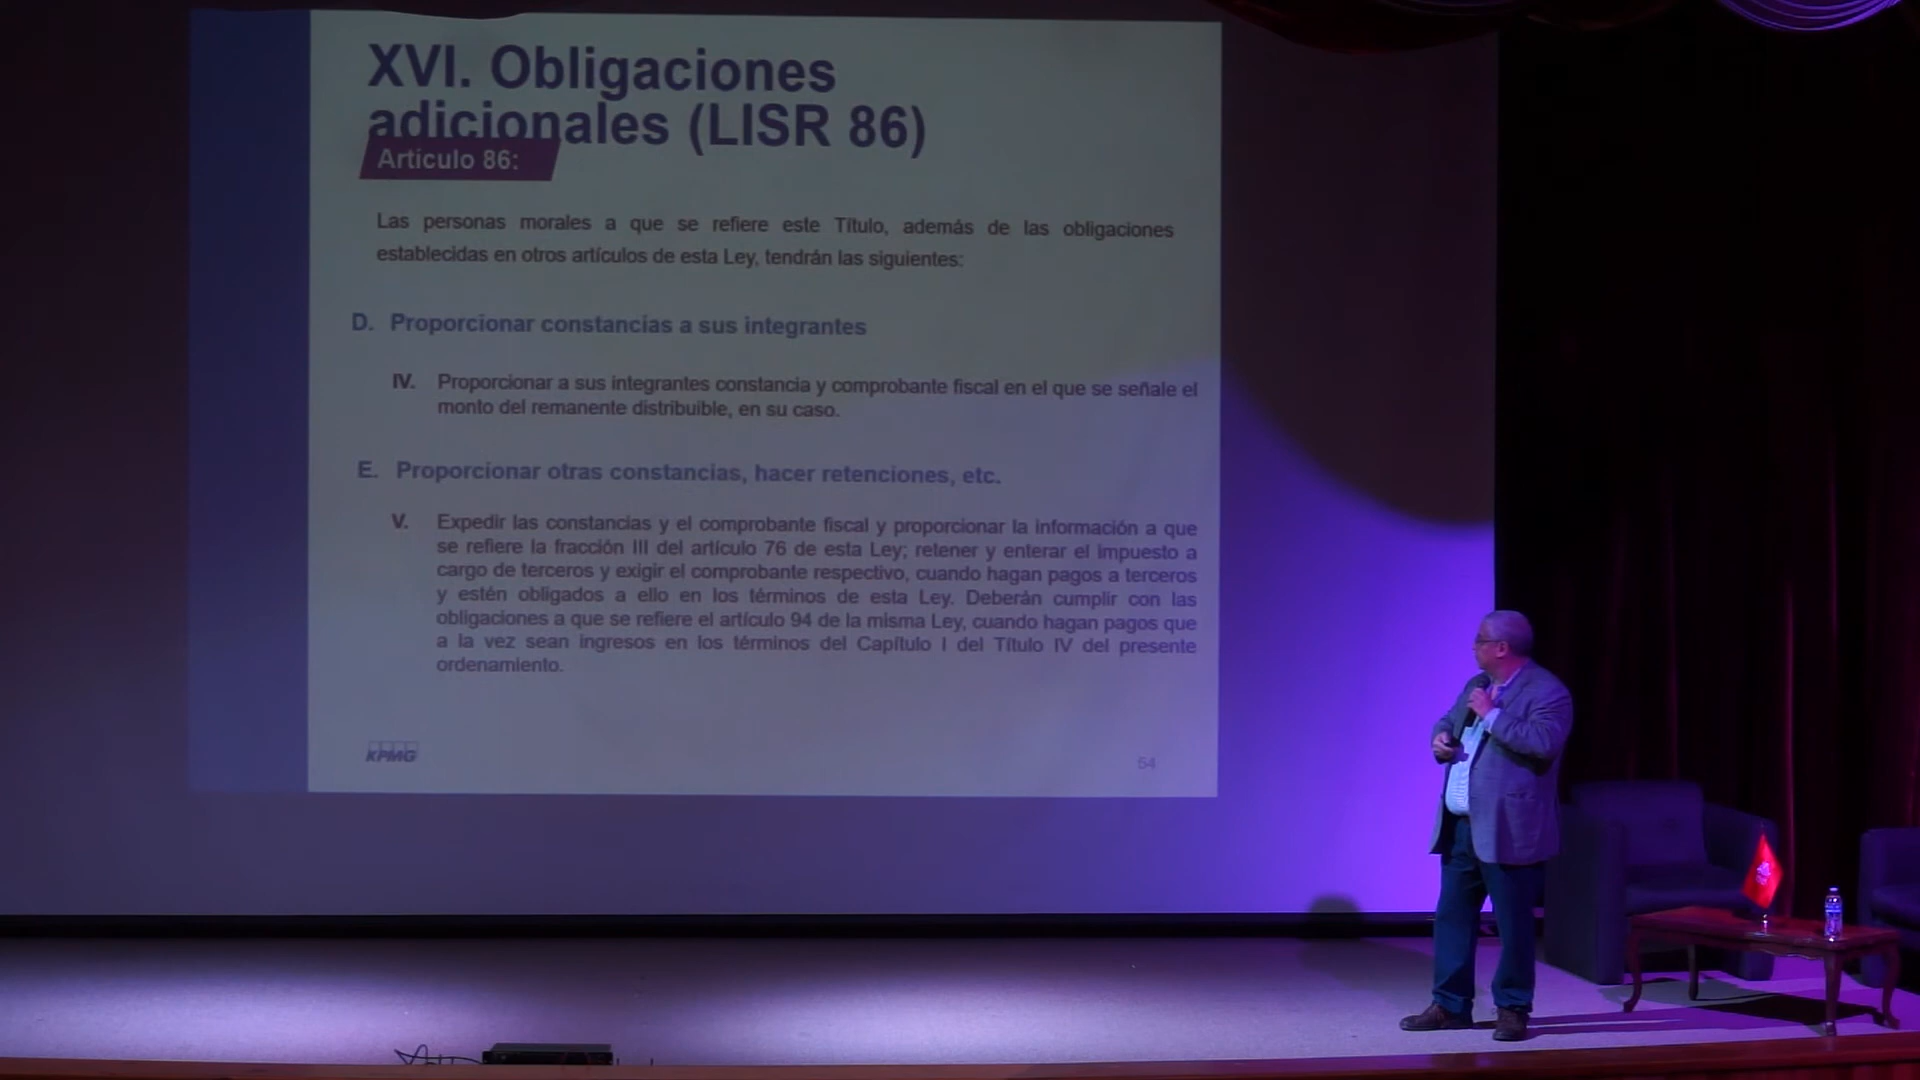 XVI. Obligaciones
adicionales (LISR 86)
Articulo 86:
Las personas morales a que se refiere este Título, además de las obligaciones
establecidas en otros artículos de esta Ley, tendrán las siguientes:
D. Proporcionar constancias a sus integrantes
IV. Proporcionar a sus integrantes constancia y comprobante fiscal en el que se señale el
monto del remanente distribuible, en su caso.
E. Proporcionar otras constancias, hacer retenciones, etc.
V. Expedir las constancias y el comprobante fiscal y proporcionar la información a que
se refiere la fracción III del artículo 76 de esta Ley; retener y enterar el impuesto a
cargo de terceros y exigir el comprobante respectivo, cuando hagan pagos a terceros
y estén obligados a ello en los términos de esta Ley. Deberán cumplir con las
obligaciones a que se refiere el artículo 94 de la misma Ley, cuando hagan pagos que
a la vez sean ingresos en los términos del Capítulo I del Título IV del presente
ordenamiento.
KPMG
54